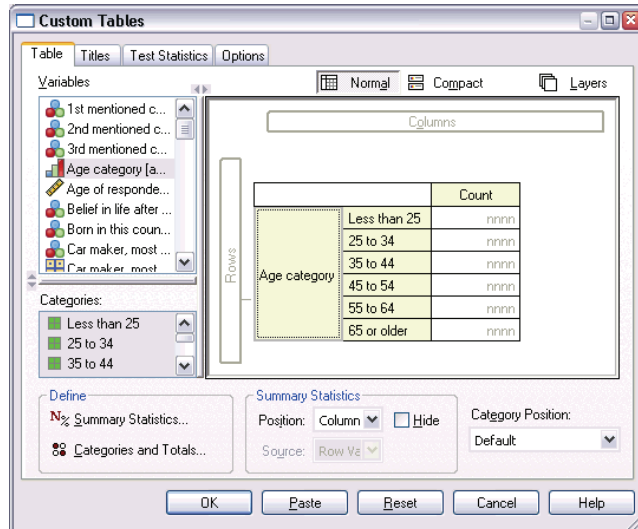 Custom Tables
Table Titles Test Statistics Options
Variables
Normal Compact Layers
1st mentioned c...
2nd mentioned c...
3rd mentioned c...
Age category [a...
Age of responde...
Belief in life after ...
Born in this coun...
Car maker, most ...
Car maker, most
Categories:
Less than 25
25 to 34
35 to 44
Columns
Rows
Count
Age category
Less than 25 nnnn
25 to 34 nnnn
35 to 44 nnnn
45 to 54 nnnn
55 to 64 nnnn
65 or older nnnn
Define
N% Summary Statistics...
Categories and Totals...
Summary Statistics
Position: Column Hide
Source: Row Va
Category Position:
Default
OK Paste Reset Cancel Help